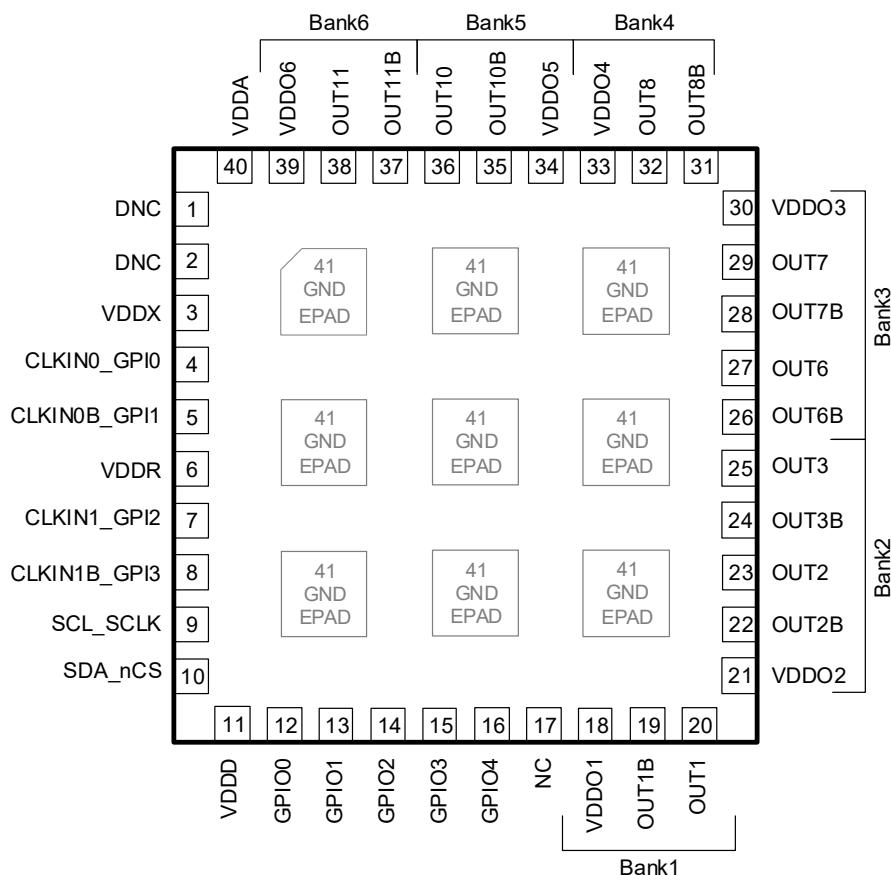 Bank6
Bank5
Bank4
VDDA
VDDO6
OUT11
OUT11B
OUT10
OUT10B
VDDO5
VDDO4
OUT8
OUT8B
40
39
38
37
36
35
34
33
32
31
DNC
1
DNC
2
VDDX
3
CLKIN0_GPI0
4
CLKIN0B_GPI1
5
VDDR
6
CLKIN1_GPI2
7
CLKIN1B_GPI3
8
SCL_SCLK
9
SDA_nCS
10
41
GND
EPAD
41
GND
EPAD
41
GND
EPAD
41
GND
EPAD
41
GND
EPAD
41
GND
EPAD
41
GND
EPAD
41
GND
EPAD
41
GND
EPAD
30
VDDO3
29
OUT7
28
OUT7B
27
OUT6
26
OUT6B
25
OUT3
24
OUT3B
23
OUT2
22
OUT2B
21
VDDO2
Bank3
Bank2
11
12
13
14
15
16
17
18
19
20
VDDD
GPIO0
GPIO1
GPIO2
GPIO3
GPIO4
NC
VDDO1
OUT1B
OUT1
Bank1